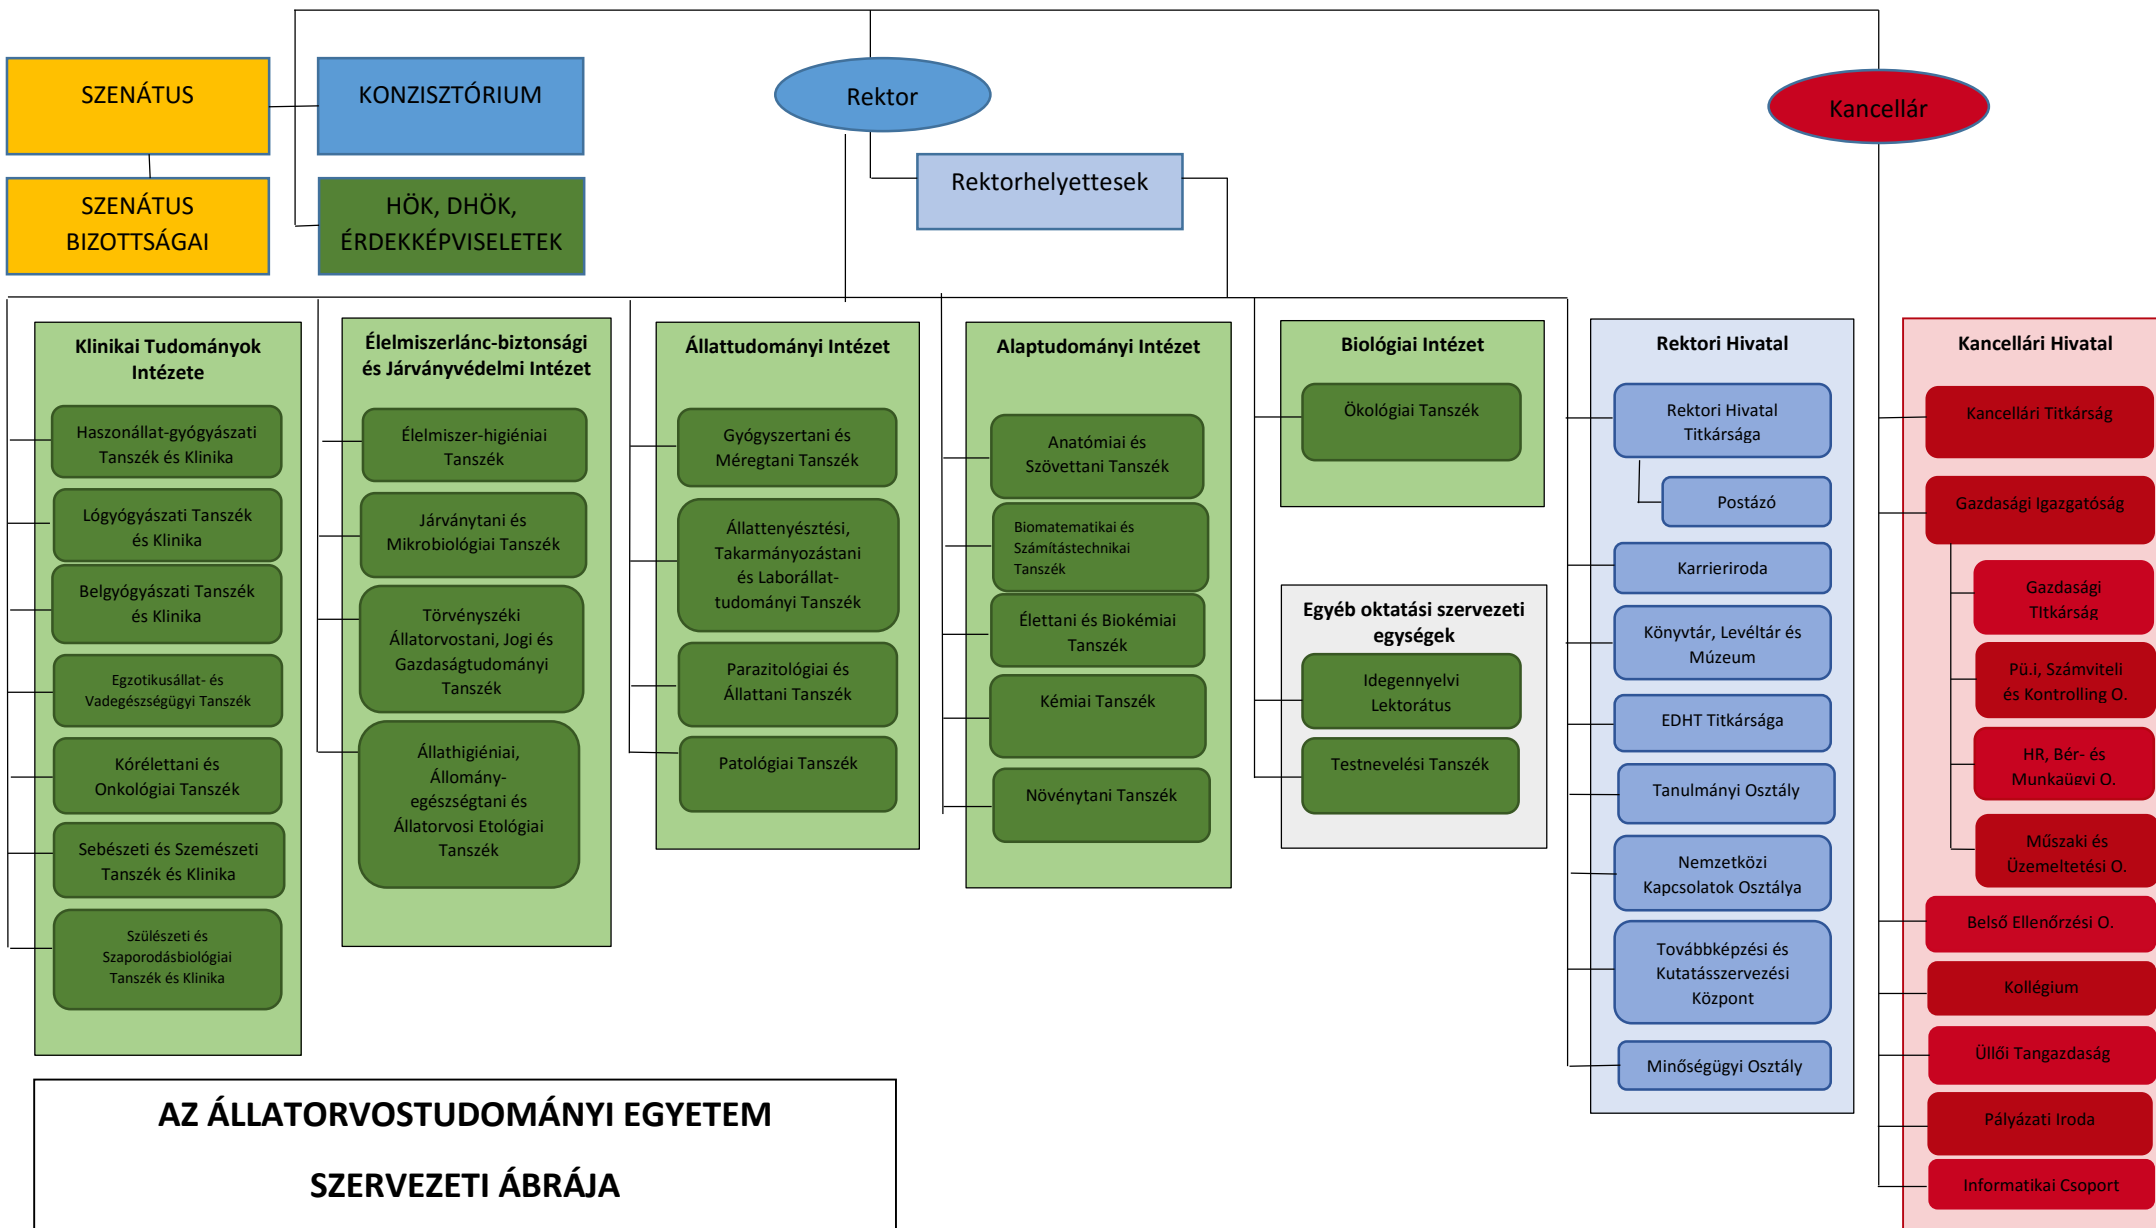 SZENÁTUS
KONZISZTÓRIUM
Rektor
Kancellár
SZENÁTUS
BIZOTTSÁGAI
HÖK, DHÖK,
ÉRDEKKÉPVISELETEK
Rektorhelyettesek
Klinikai Tudományok
Intézete
Haszonállat-gyógyászati
Tanszék és Klinika
Lógyógyászati Tanszék
és Klinika
Belgyógyászati Tanszék
és Klinika
Egzotikusállat- és
Vadegészségügyi Tanszék
Kórélettani és
Onkológiai Tanszék
Sebészeti és Szemészeti
Tanszék és Klinika
Szülészeti és
Szaporodásbiológiai
Tanszék és Klinika
Élelmiszerlánc-biztonsági
és Járványvédelmi Intézet
Élelmiszer-higiéniai
Tanszék
Járványtani és
Mikrobiológiai Tanszék
Törvényszéki
Állatorvostani, Jogi és
Gazdaságtudományi
Tanszék
Állathigiéniai,
Állomány-
egészségtani és
Állatorvosi Etológiai
Tanszék
Állattudományi Intézet
Gyógyszertani és
Méregtani Tanszék
Állattenyésztési,
Takarmányozástani
és Laborállat-
tudományi Tanszék
Parazitológiai és
Állattani Tanszék
Patológiai Tanszék
Alaptudományi Intézet
Anatómiai és
Szövettani Tanszék
Biomatematikai és
Számítástechnikai
Tanszék
Élettani és Biokémiai
Tanszék
Kémiai Tanszék
Növénytani Tanszék
Biológiai Intézet
Ökológiai Tanszék
Egyéb oktatási szervezeti
egységek
Idegennyelvi
Lektorátus
Testnevelési Tanszék
Rektori Hivatal
Rektori Hivatal
Titkársága
Postázó
Karrieriroda
Könyvtár, Levéltár és
Múzeum
EDHT Titkársága
Tanulmányi Osztály
Nemzetközi
Kapcsolatok Osztálya
Továbbképzési és
Kutatásszervezési
Központ
Minőségügyi Osztály
Kancellári Hivatal
Kancellári Titkárság
Gazdasági Igazgatóság
Gazdasági
TItkárság
Pü.i, Számviteli
és Kontrolling O.
HR, Bér- és
Munkaügyi O.
Műszaki és
Üzemeltetési O.
Belső Ellenőrzési O.
Kollégium
Üllői Tangazdaság
Pályázati Iroda
Informatikai Csoport
AZ ÁLLATORVOSTUDOMÁNYI EGYETEM
SZERVEZETI ÁBRÁJA